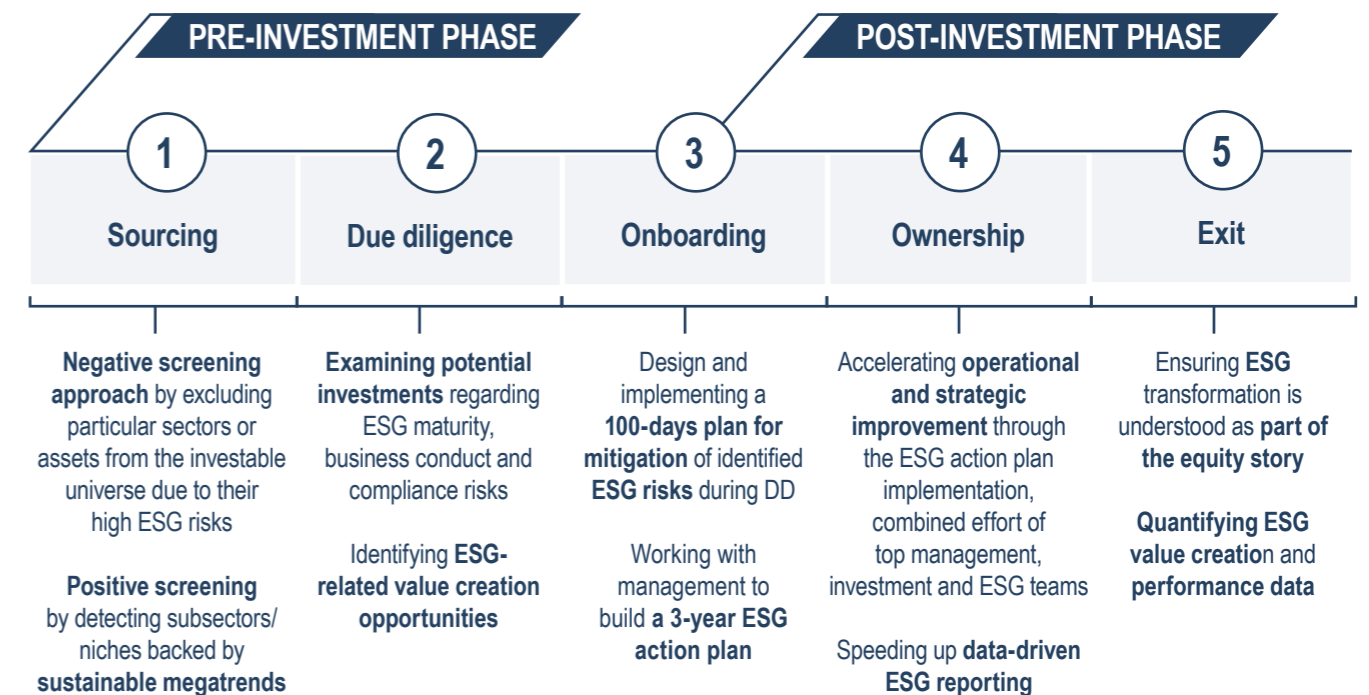 PRE-INVESTMENT PHASE
POST-INVESTMENT PHASE
1
2
3
4
5
Sourcing
Due diligence
Onboarding
Ownership
Exit
Negative screening
approach by excluding
particular sectors or
assets from the investable
universe due to their
high ESG risks
Positive screening
by detecting subsectors/
niches backed by
sustainable megatrends
Examining potential
investments regarding
ESG maturity,
business conduct and
compliance risks
Identifying ESG-
related value creation
opportunities
Design and
implementing a
100-days plan for
mitigation of identified
ESG risks during DD
Working with
management to
build a 3-year ESG
action plan
Accelerating operational
and strategic
improvement through
the ESG action plan
implementation,
combined effort of
top management,
investment and ESG teams
Speeding up data-driven
ESG reporting
Ensuring ESG
transformation is
understood as part of
the equity story
Quantifying ESG
value creation and
performance data